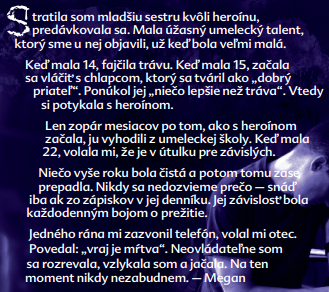 Stratila som mladšiu sestru kvôli heroínu,
predávkovala sa. Mala úžasný umelecký talent,
ktorý sme u nej objavili, už keď bola veľmi malá.
Keď mala 14, fajčila trávu. Keď mala 15, začala
sa vláčiť s chlapcom, ktorý sa tváril ako „dobrý
priateľ“. Ponúkol jej „niečo lepšie než tráva“. Vtedy
si potykala s heroínom.
Len zopár mesiacov po tom, ako s heroínom
začala, ju vyhodili z umeleckej školy. Keď mala
22, volala mi, že je v útulku pre závislých.
Niečo vyše roku bola čistá a potom tomu zase
prepadla. Nikdy sa nedozvieme prečo — snáď
iba ak zo zápiskov v jej denníku. Jej závislosť bola
každodenným bojom o prežitie.
Jedného rána mi zazvonil telefón, volal mi otec.
Povedal: „vraj je mŕtva“. Neovládateľne som
sa rozrevala, vzlykala som a jačala. Na ten
moment nikdy nezabudnem. — Megan